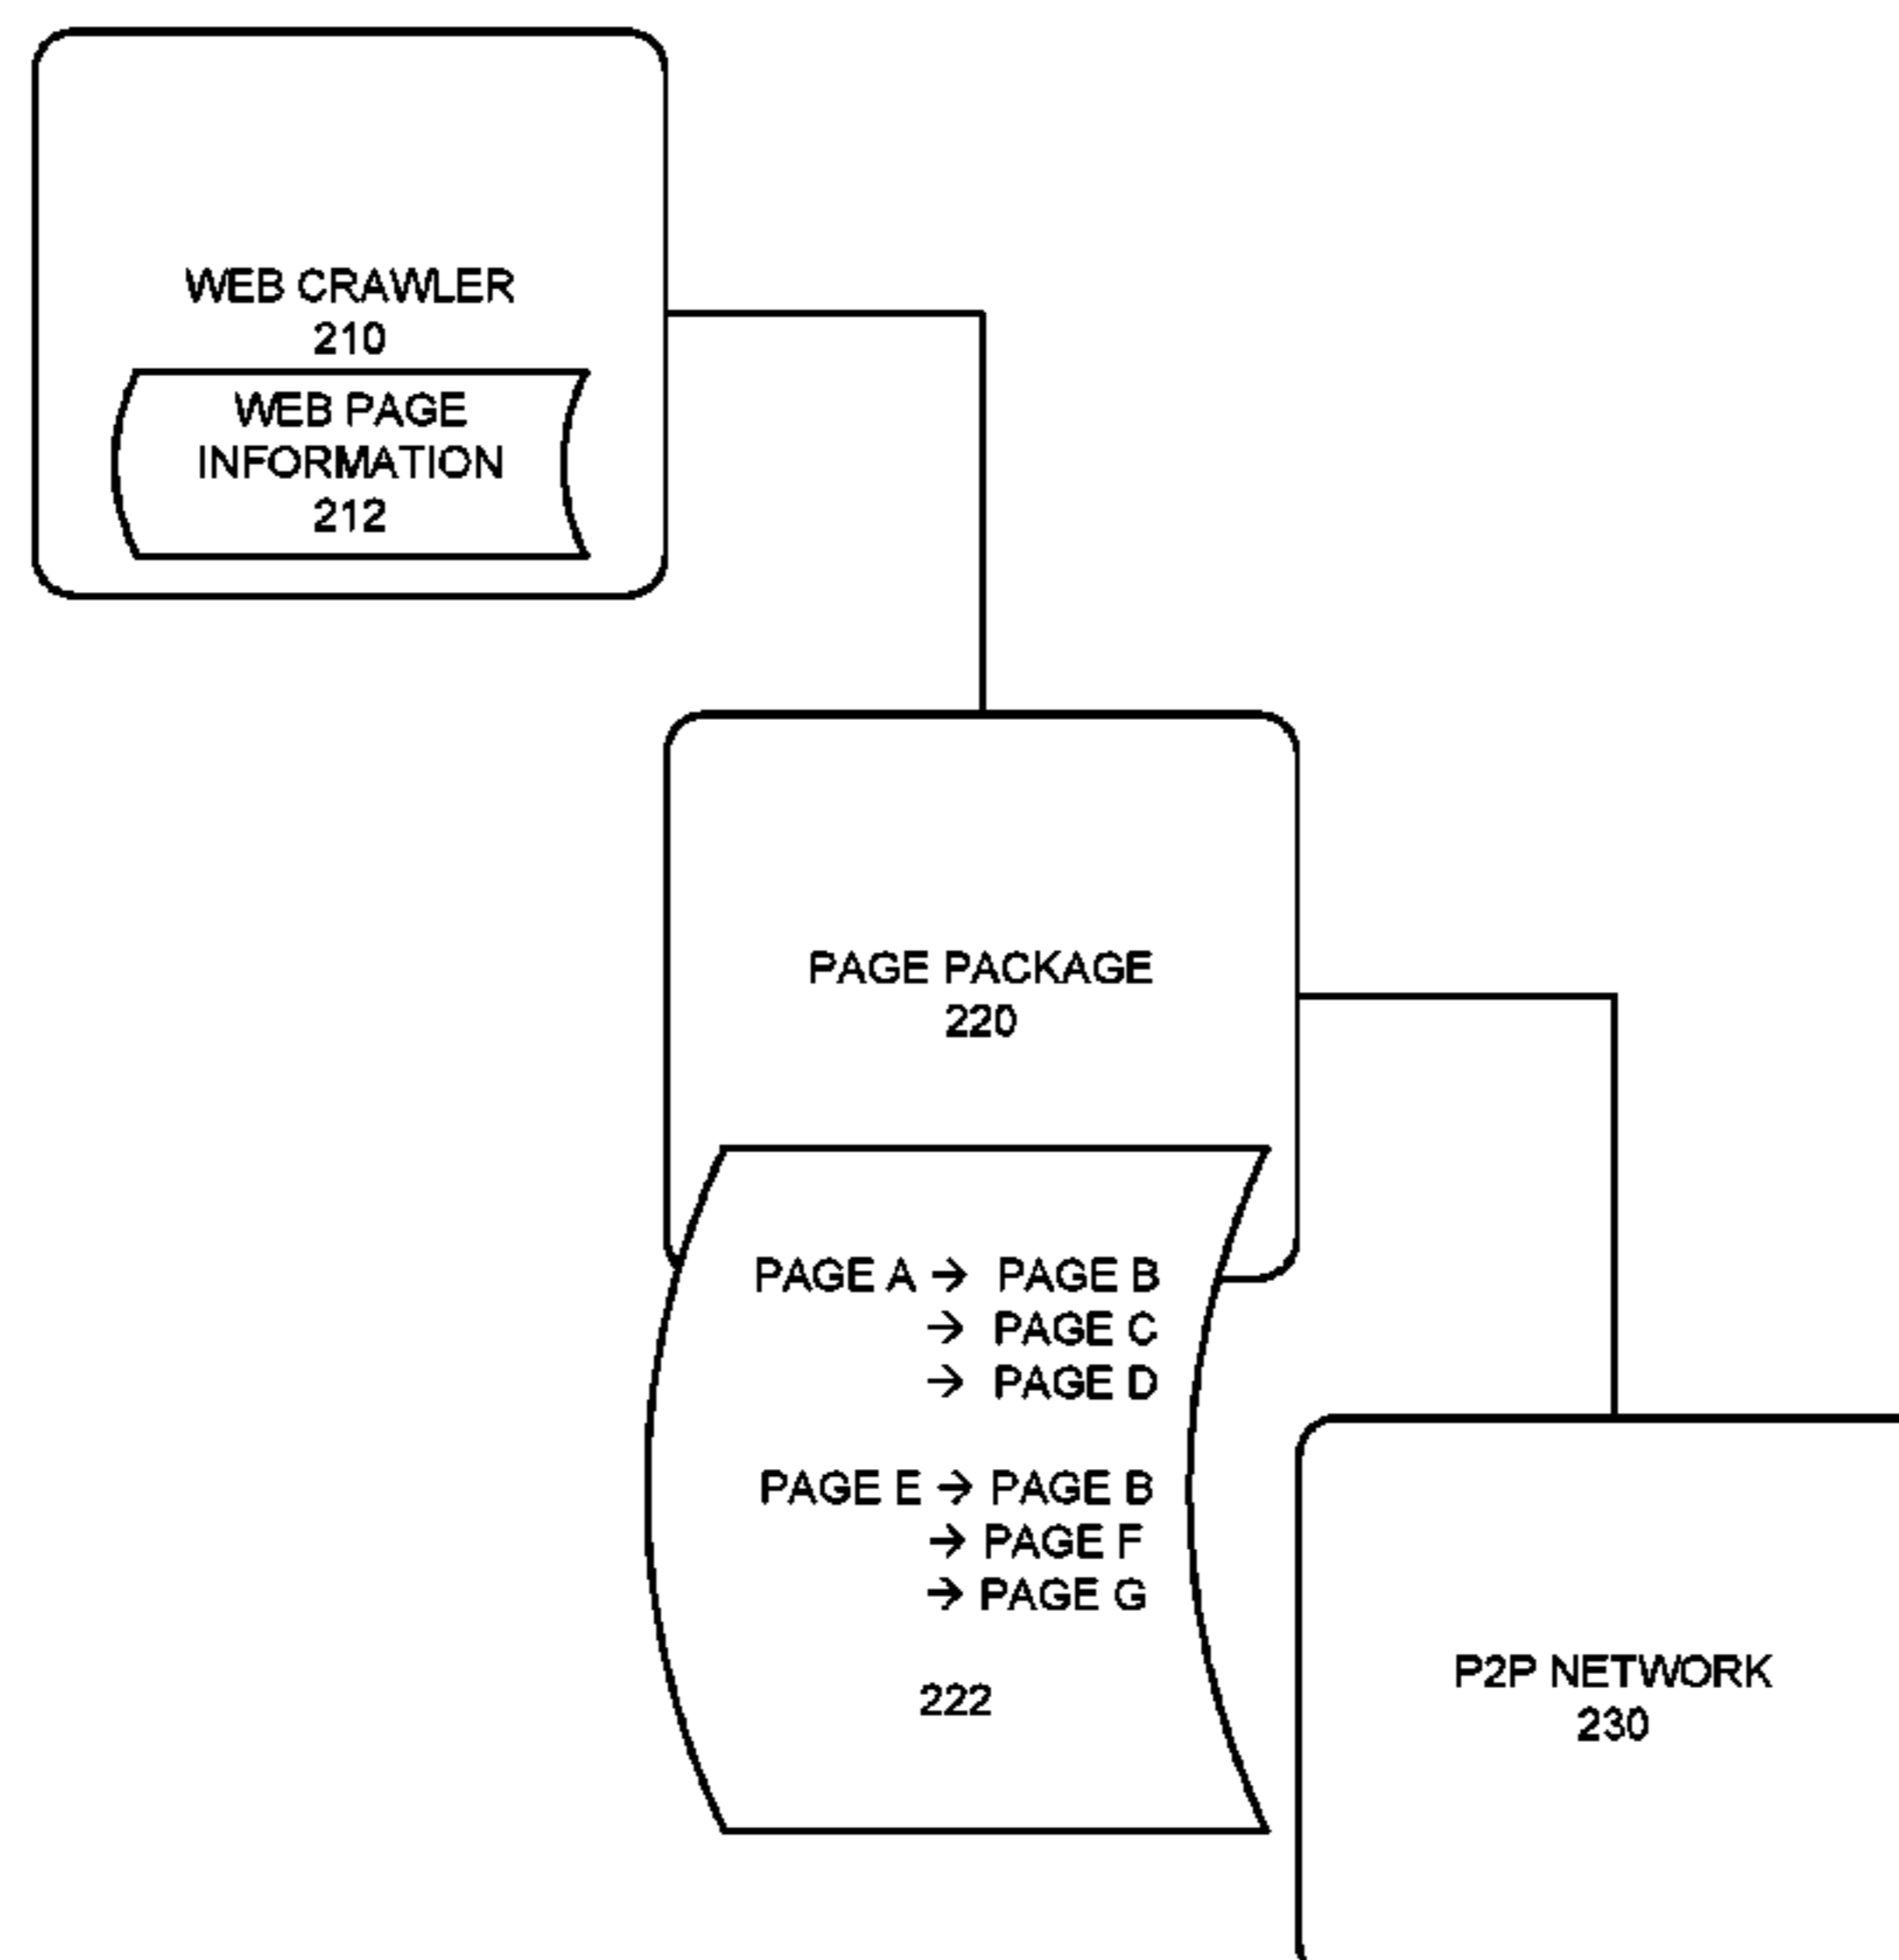 WEB CRAWLER
210
WEB PAGE
INFORMATION
212
PAGE PACKAGE
220
PAGE A → PAGE B
→ PAGE C
→ PAGE D
PAGE E → PAGE B
→ PAGE F
→ PAGE G
222
P2P NETWORK
230